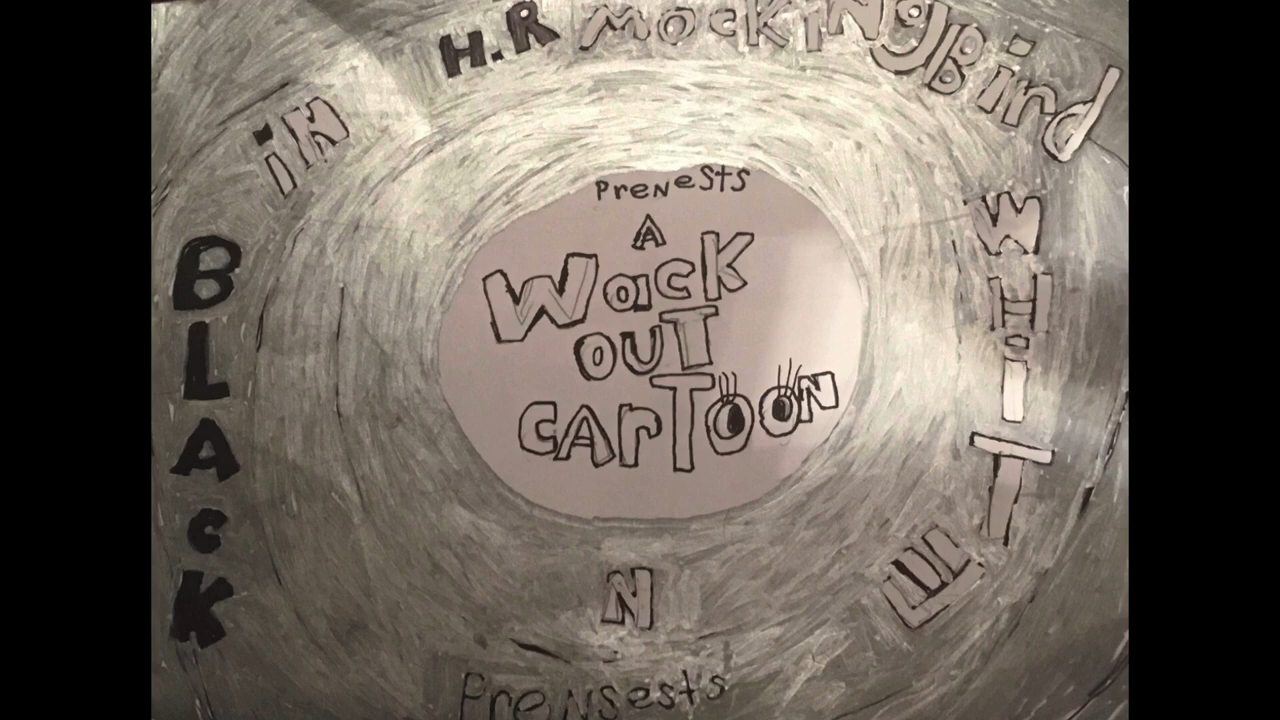 H.R mockiNgBird
iN
BLAcK
WHiTE
N
Prensests
PreNeSTS
A
Wack
OUT
CArTOON